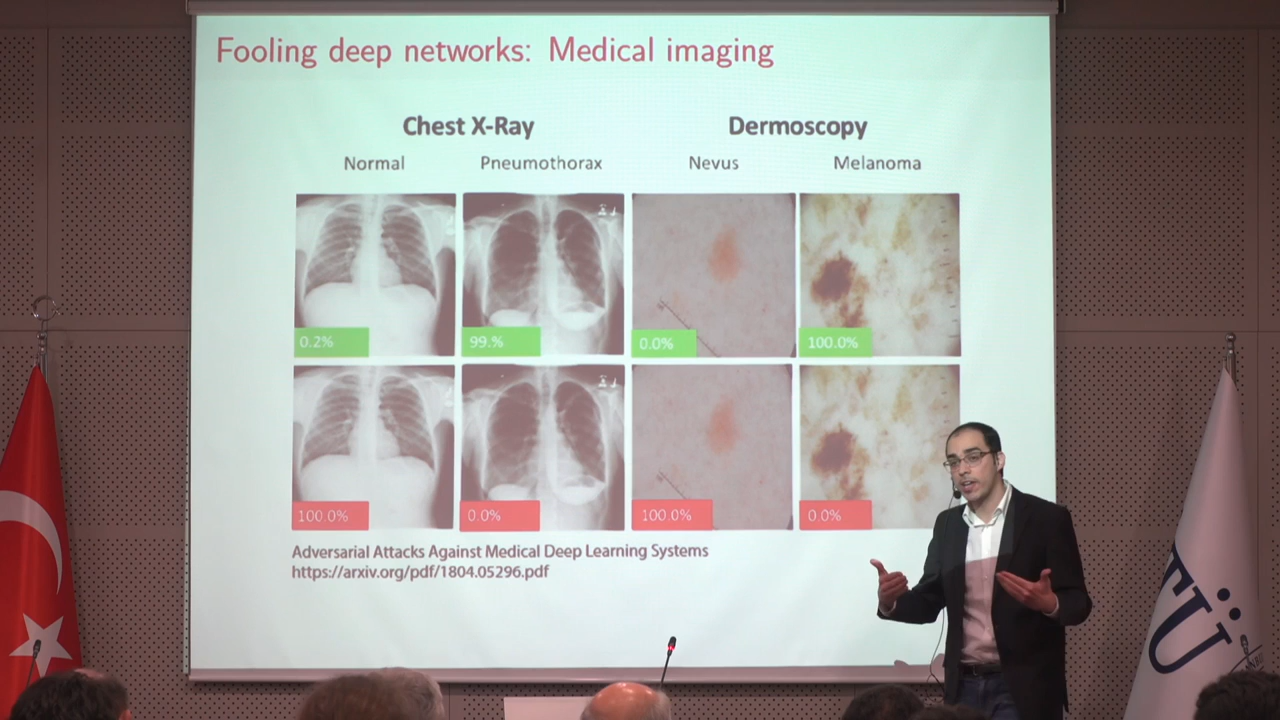 Fooling deep networks: Medical imaging
Chest X-Ray Dermoscopy
Normal Pneumothorax Nevus Melanoma
0.2% 99.% 0.0% 100.0%
100.0% 0.0% 100.0% 0.0%
Adversarial Attacks Against Medical Deep Learning Systems
https://arxiv.org/pdf/1804.05296.pdf
TÜ